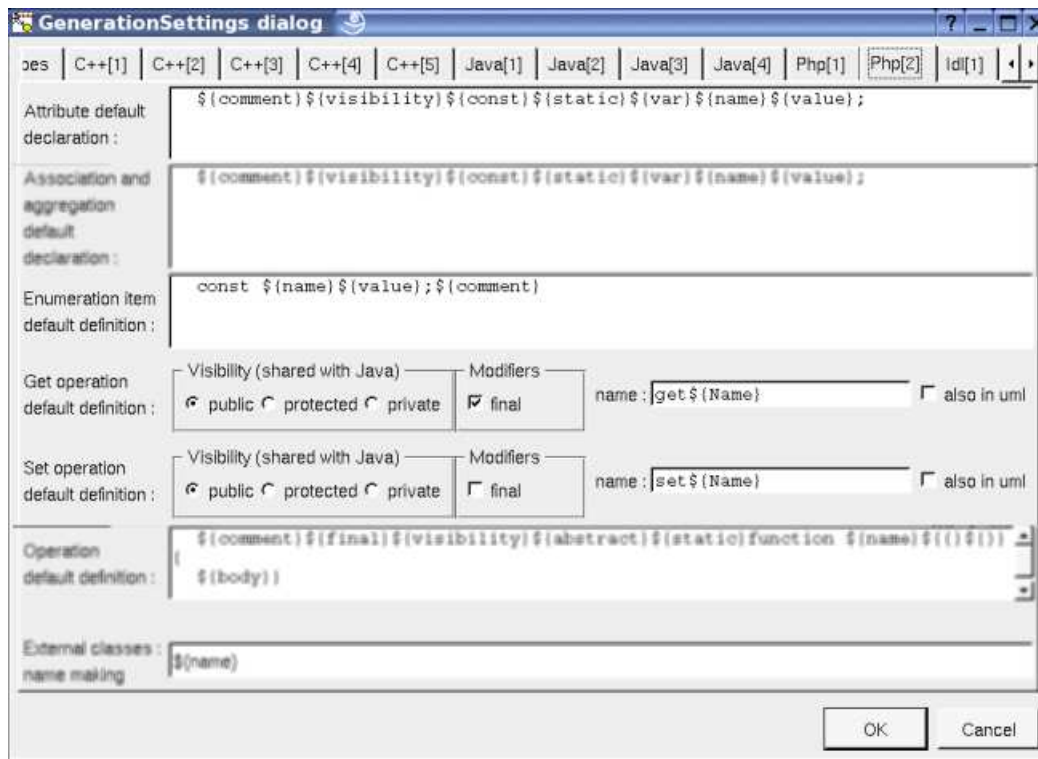 GenerationSettings dialog
pes C++[1] C++[2] C++[3] C++[4] C++[5] Java[1] Java[2] Java[3] Java[4] Php[1] Php[2] Idl[1]
Attribute default
declaration :
${comment}${visibility}${const}${static}${var}${name}${value};
Association and
aggregation
default
declaration :
${comment}${visibility}${const}${static}${var}${name}${value};
Enumeration item
default definition :
const ${name}${value};${comment}
Get operation
default definition :
Visibility (shared with Java) Modifiers
public protected private final name : get${Name} also in uml
Set operation
default definition :
Visibility (shared with Java) Modifiers
public protected private final name : set${Name} also in uml
Operation
default definition :
${comment}${final}${visibility}${abstract}${static}function ${name}${(}${)}
{
${body}}
External classes :
name making
${name}
OK Cancel